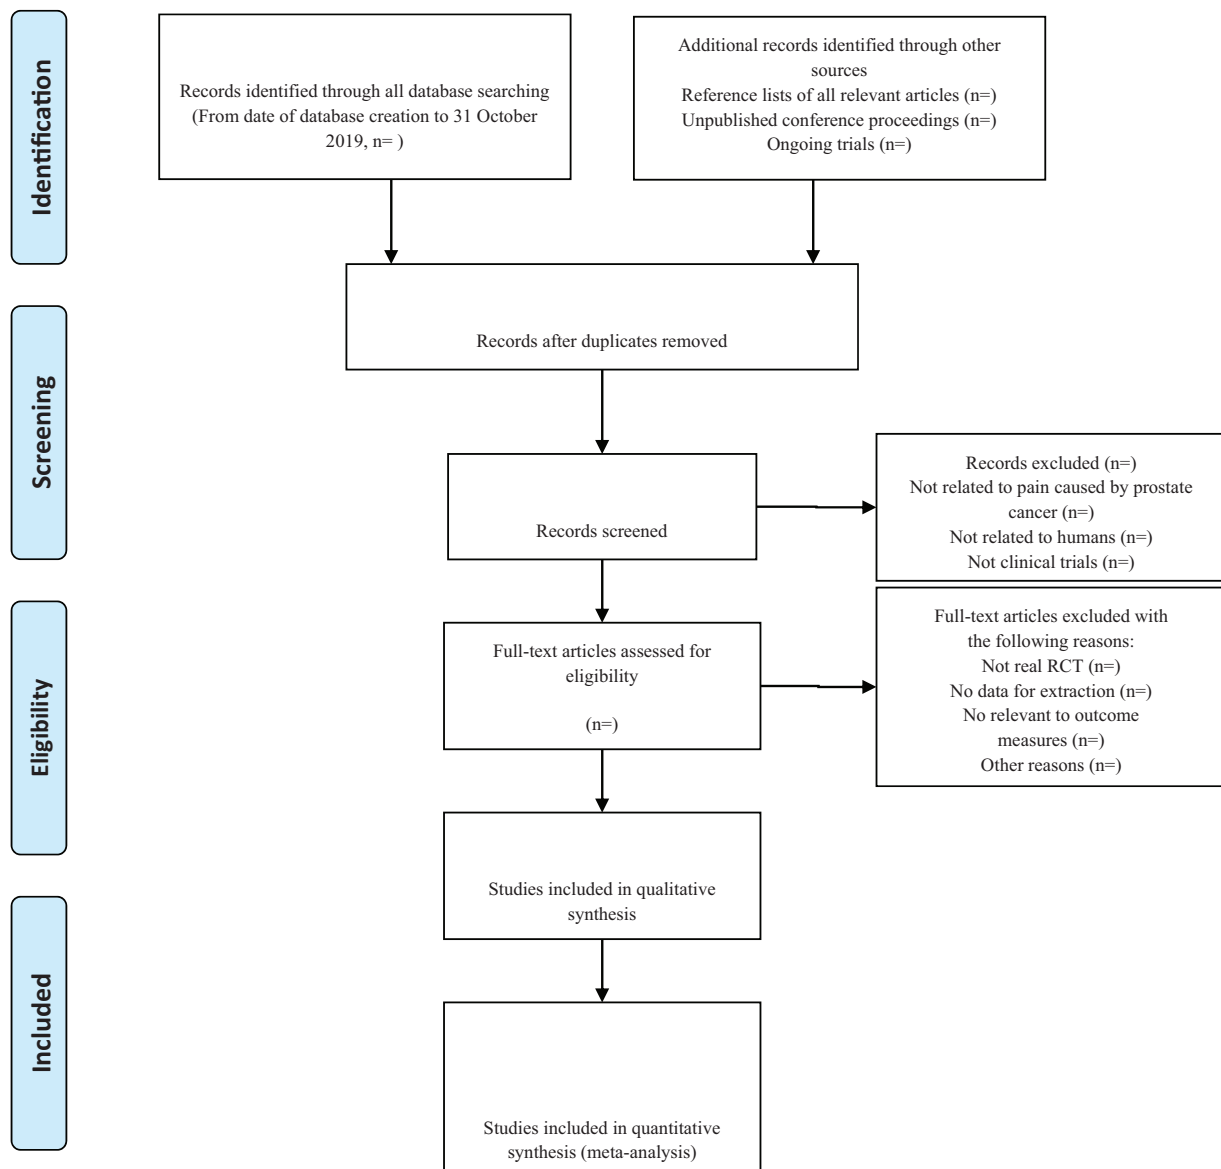 Identification
Records identified through all database searching
(From date of database creation to 31 October
2019, n= )
Additional records identified through other
sources
Reference lists of all relevant articles (n=)
Unpublished conference proceedings (n=)
Ongoing trials (n=)
Records after duplicates removed
Screening
Records screened
Records excluded (n=)
Not related to pain caused by prostate
cancer (n=)
Not related to humans (n=)
Not clinical trials (n=)
Eligibility
Full-text articles assessed for
eligibility
(n=)
Full-text articles excluded with
the following reasons:
Not real RCT (n=)
No data for extraction (n=)
No relevant to outcome
measures (n=)
Other reasons (n=)
Studies included in qualitative
synthesis
Included
Studies included in quantitative
synthesis (meta-analysis)